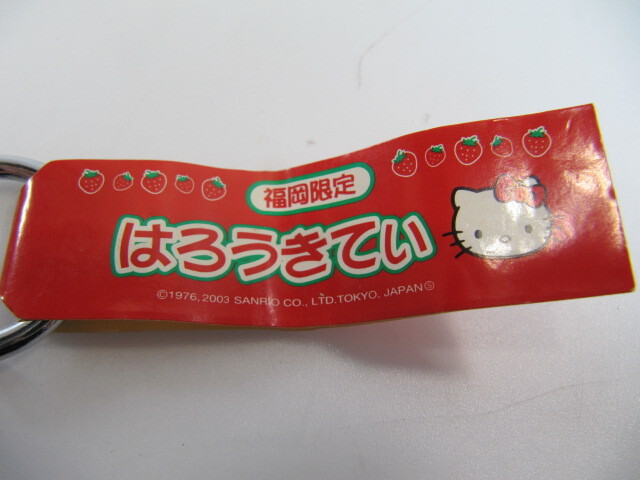 福岡限定
はろうきてい
©1976, 2003 SANRIO CO., LTD. TOKYO, JAPAN Ⓢ